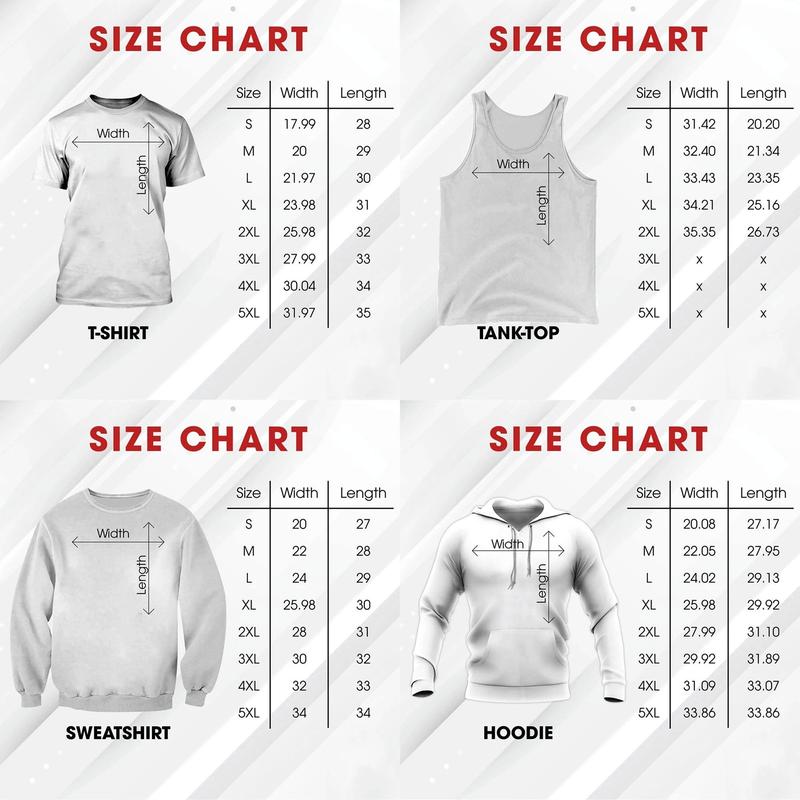 SIZE CHART
Size Width Length
S 17.99 28
M 20 29
L 21.97 30
XL 23.98 31
2XL 25.98 32
3XL 27.99 33
4XL 30.04 34
5XL 31.97 35
Width
Length
T-SHIRT
SIZE CHART
Size Width Length
S 31.42 20.20
M 32.40 21.34
L 33.43 23.35
XL 34.21 25.16
2XL 35.35 26.73
3XL x x
4XL x x
5XL x x
Width
Length
TANK-TOP
SIZE CHART
Size Width Length
S 20 27
M 22 28
L 24 29
XL 25.98 30
2XL 28 31
3XL 30 32
4XL 32 33
5XL 34 34
Width
Length
SWEATSHIRT
SIZE CHART
Size Width Length
S 20.08 27.17
M 22.05 27.95
L 24.02 29.13
XL 25.98 29.92
2XL 27.99 31.10
3XL 29.92 31.89
4XL 31.09 33.07
5XL 33.86 33.86
Width
Length
HOODIE